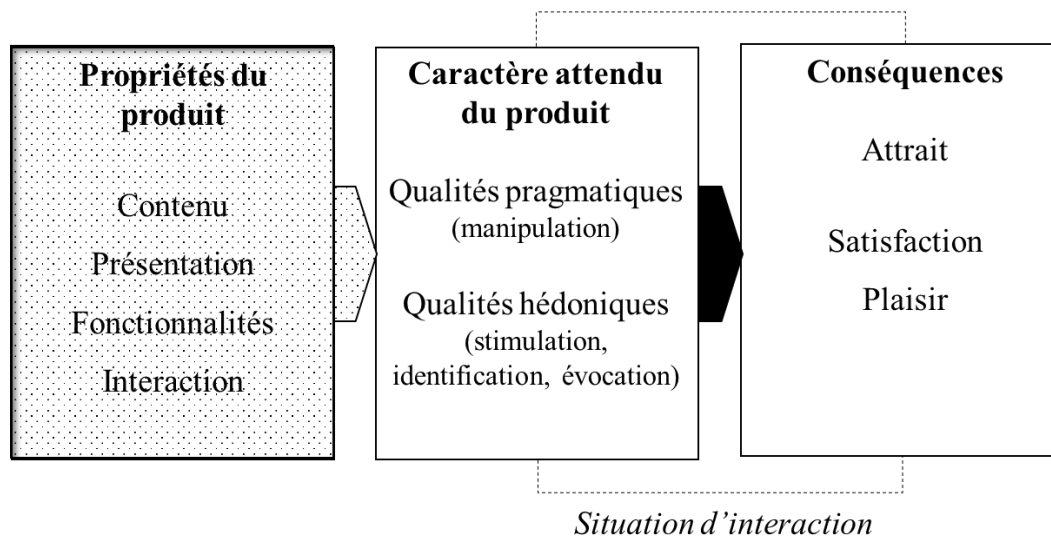 Propriétés du
produit
Contenu
Présentation
Fonctionnalités
Interaction
Caractère attendu
du produit
Qualités pragmatiques
(manipulation)
Qualités hédoniques
(stimulation,
identification, évocation)
Conséquences
Attrait
Satisfaction
Plaisir
Situation d’interaction